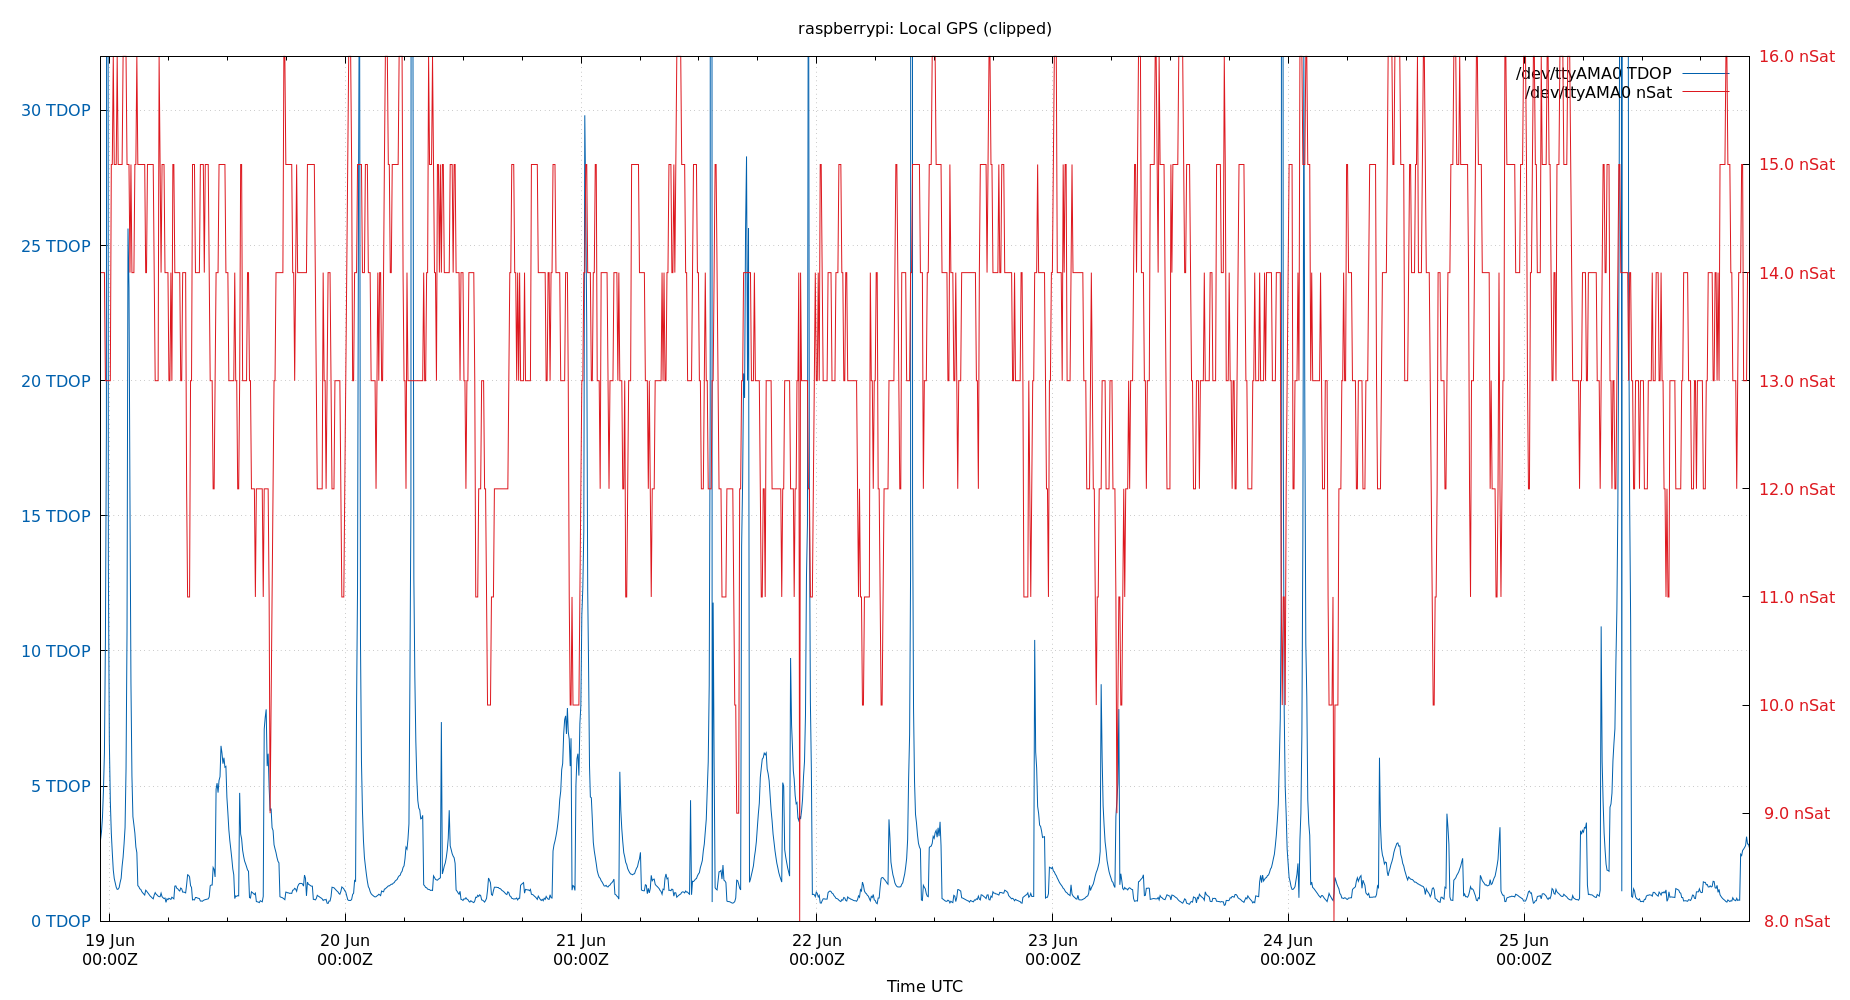 raspberrypi: Local GPS (clipped)
/dev/ttyAMA0 TDOP
/dev/ttyAMA0 nSat
30 TDOP
25 TDOP
20 TDOP
15 TDOP
10 TDOP
5 TDOP
0 TDOP
16.0 nSat
15.0 nSat
14.0 nSat
13.0 nSat
12.0 nSat
11.0 nSat
10.0 nSat
9.0 nSat
8.0 nSat
19 Jun
00:00Z
20 Jun
00:00Z
21 Jun
00:00Z
22 Jun
00:00Z
23 Jun
00:00Z
24 Jun
00:00Z
25 Jun
00:00Z
Time UTC